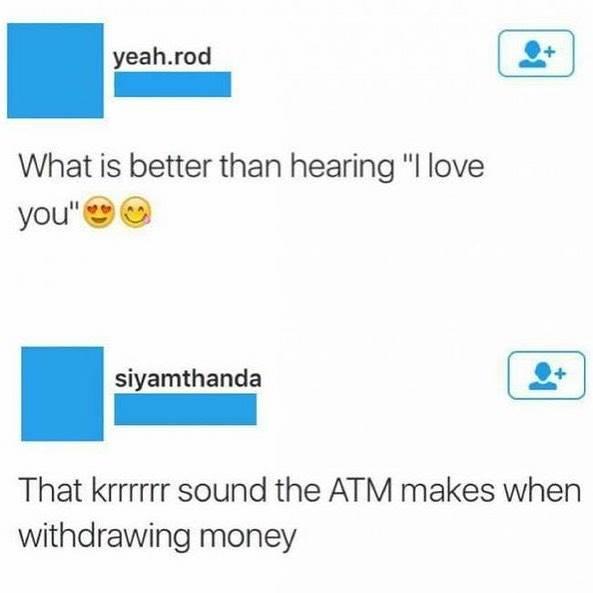 yeah.rod
What is better than hearing "I love
you"😍😋
siyamthanda
That krrrrrr sound the ATM makes when
withdrawing money